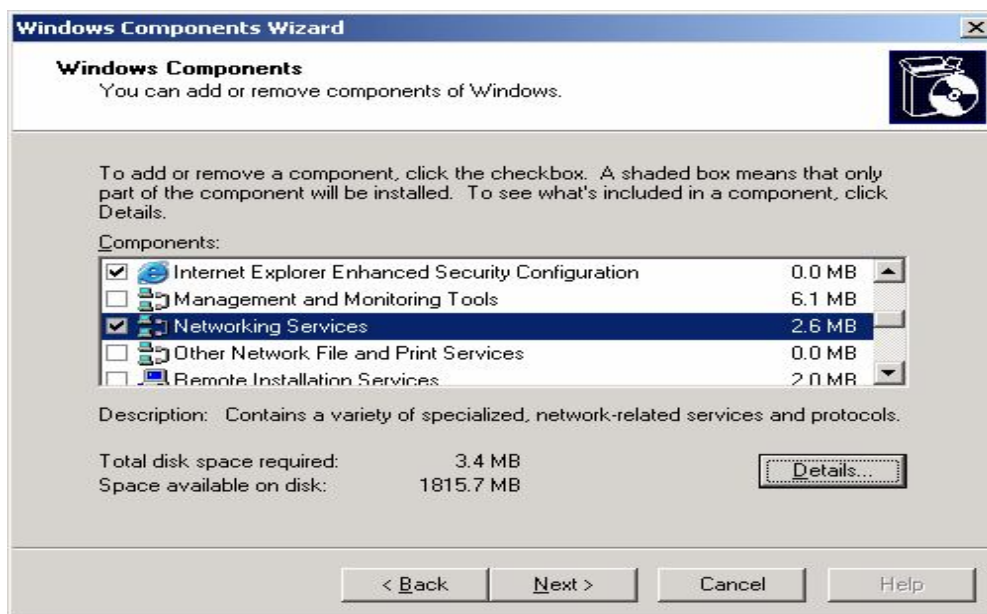 Windows Components Wizard
Windows Components
You can add or remove components of Windows.
To add or remove a component, click the checkbox. A shaded box means that only
part of the component will be installed. To see what's included in a component, click
Details.
Components:
Internet Explorer Enhanced Security Configuration 0.0 MB
Management and Monitoring Tools 6.1 MB
Networking Services 2.6 MB
Other Network File and Print Services 0.0 MB
Remote Installation Services 2.0 MB
Description: Contains a variety of specialized, network-related services and protocols.
Total disk space required: 3.4 MB
Space available on disk: 1815.7 MB
Details...
< Back Next > Cancel Help